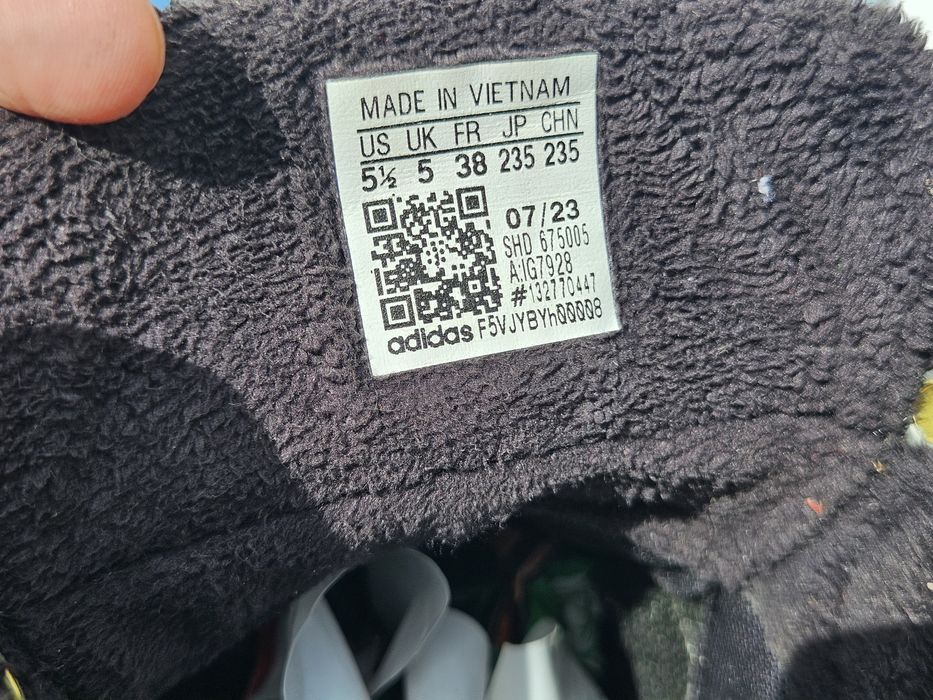 MADE IN VIETNAM
US UK FR JP CHN
5½ 5 38 235 235
07/23
SHD 675005
A:IG7928
#132770447
adidas F5VJYBYh00008